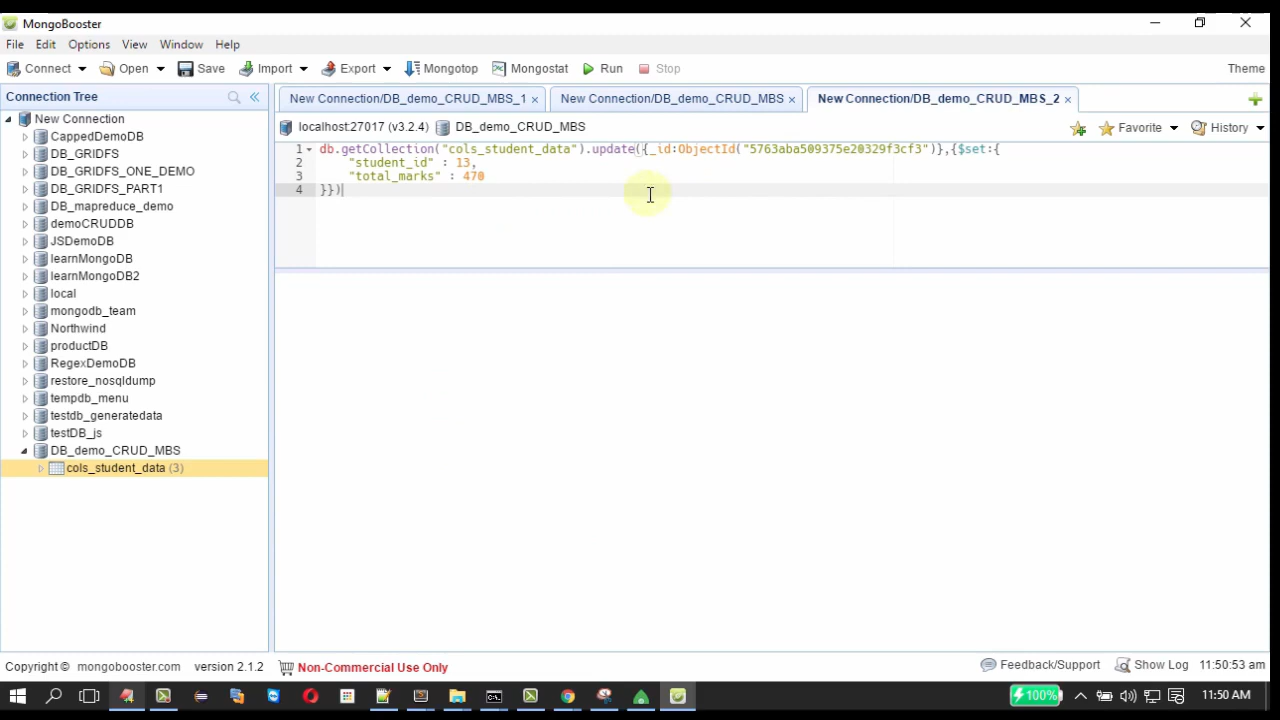 MongoBooster
File Edit Options View Window Help
Connect Open Save Import Export Mongotop Mongostat Run Stop Theme
Connection Tree
New Connection/DB_demo_CRUD_MBS_1 × New Connection/DB_demo_CRUD_MBS × New Connection/DB_demo_CRUD_MBS_2 ×
localhost:27017 (v3.2.4) DB_demo_CRUD_MBS Favorite History
1 db.getCollection("cols_student_data").update({_id:ObjectId("5763aba509375e20329f3cf3")},{$set:{
2 "student_id" : 13,
3 "total_marks" : 470
4 }})
New Connection
CappedDemoDB
DB_GRIDFS
DB_GRIDFS_ONE_DEMO
DB_GRIDFS_PART1
DB_mapreduce_demo
demoCRUDDB
JSDemoDB
learnMongoDB
learnMongoDB2
local
mongodb_team
Northwind
productDB
RegexDemoDB
restore_nosqldump
tempdb_menu
testdb_generatedata
testDB_js
DB_demo_CRUD_MBS
cols_student_data (3)
Copyright © mongobooster.com version 2.1.2 Non-Commercial Use Only Feedback/Support Show Log 11:50:53 am
100% 11:50 AM